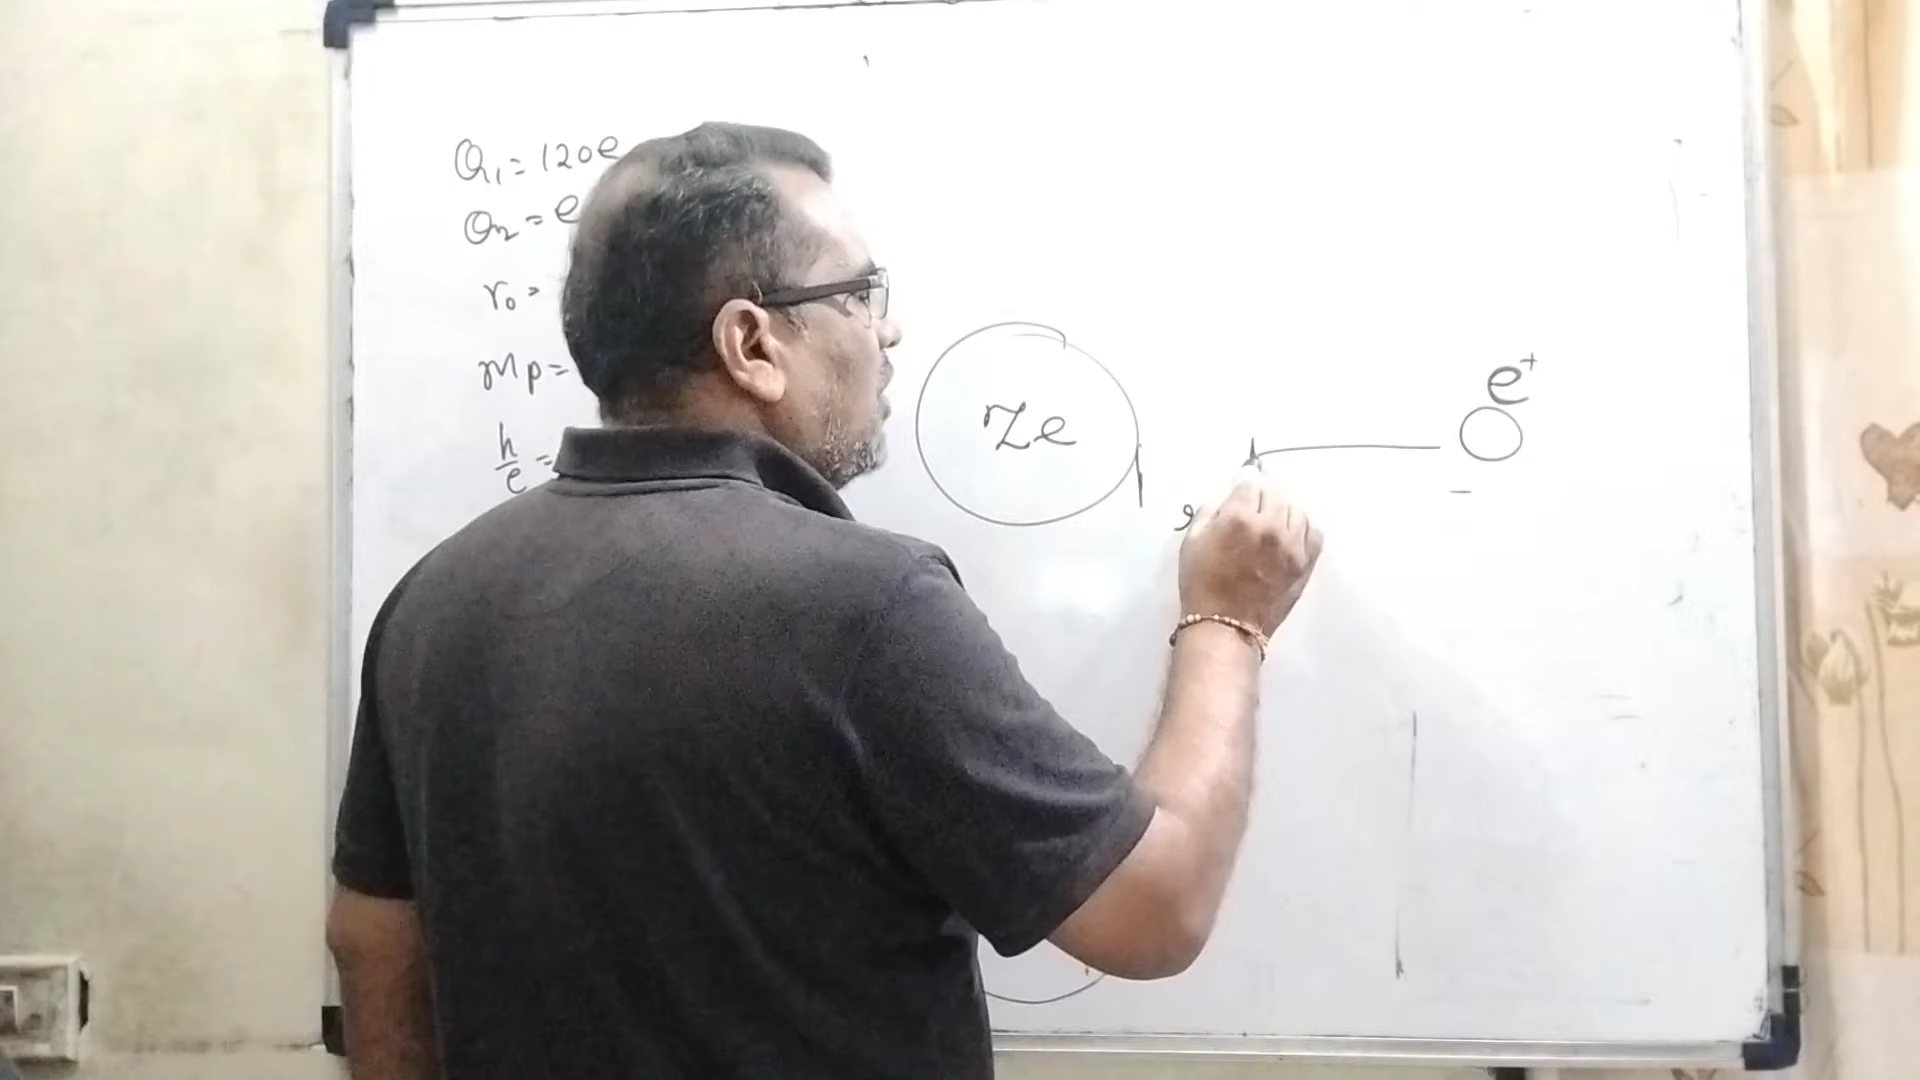 Q₁ = 120e
Q₂ = e
r₀ =
mp =
h/e =
Ze
e⁺